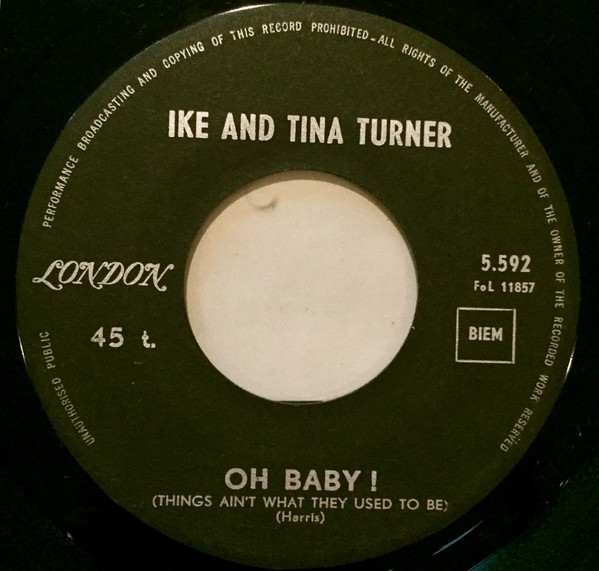 UNAUTHORISED PUBLIC PERFORMANCE BROADCASTING AND COPYING OF THIS RECORD PROHIBITED_ALL RIGHTS OF THE MANUFACTURER AND OF THE OWNER OF THE RECORDED WORK RESERVED
IKE AND TINA TURNER
LONDON
45 t.
5.592
FoL 11857
BIEM
OH BABY !
(THINGS AIN'T WHAT THEY USED TO BE)
(Harris)